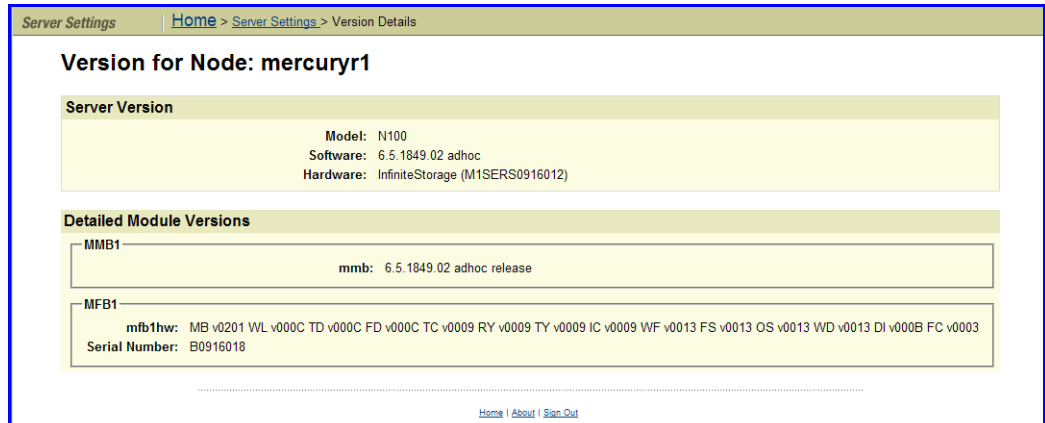 Server Settings | Home > Server Settings > Version Details
Version for Node: mercuryr1
Server Version
Model: N100
Software: 6.5.1849.02 adhoc
Hardware: InfiniteStorage (M1SERS0916012)
Detailed Module Versions
MMB1
mmb: 6.5.1849.02 adhoc release
MFB1
mfb1hw: MB v0201 WL v000C TD v000C FD v000C TC v0009 RY v0009 TY v0009 IC v0009 WF v0013 FS v0013 OS v0013 WD v0013 DI v000B FC v0003
Serial Number: B0916018
Home | About | Sign Out